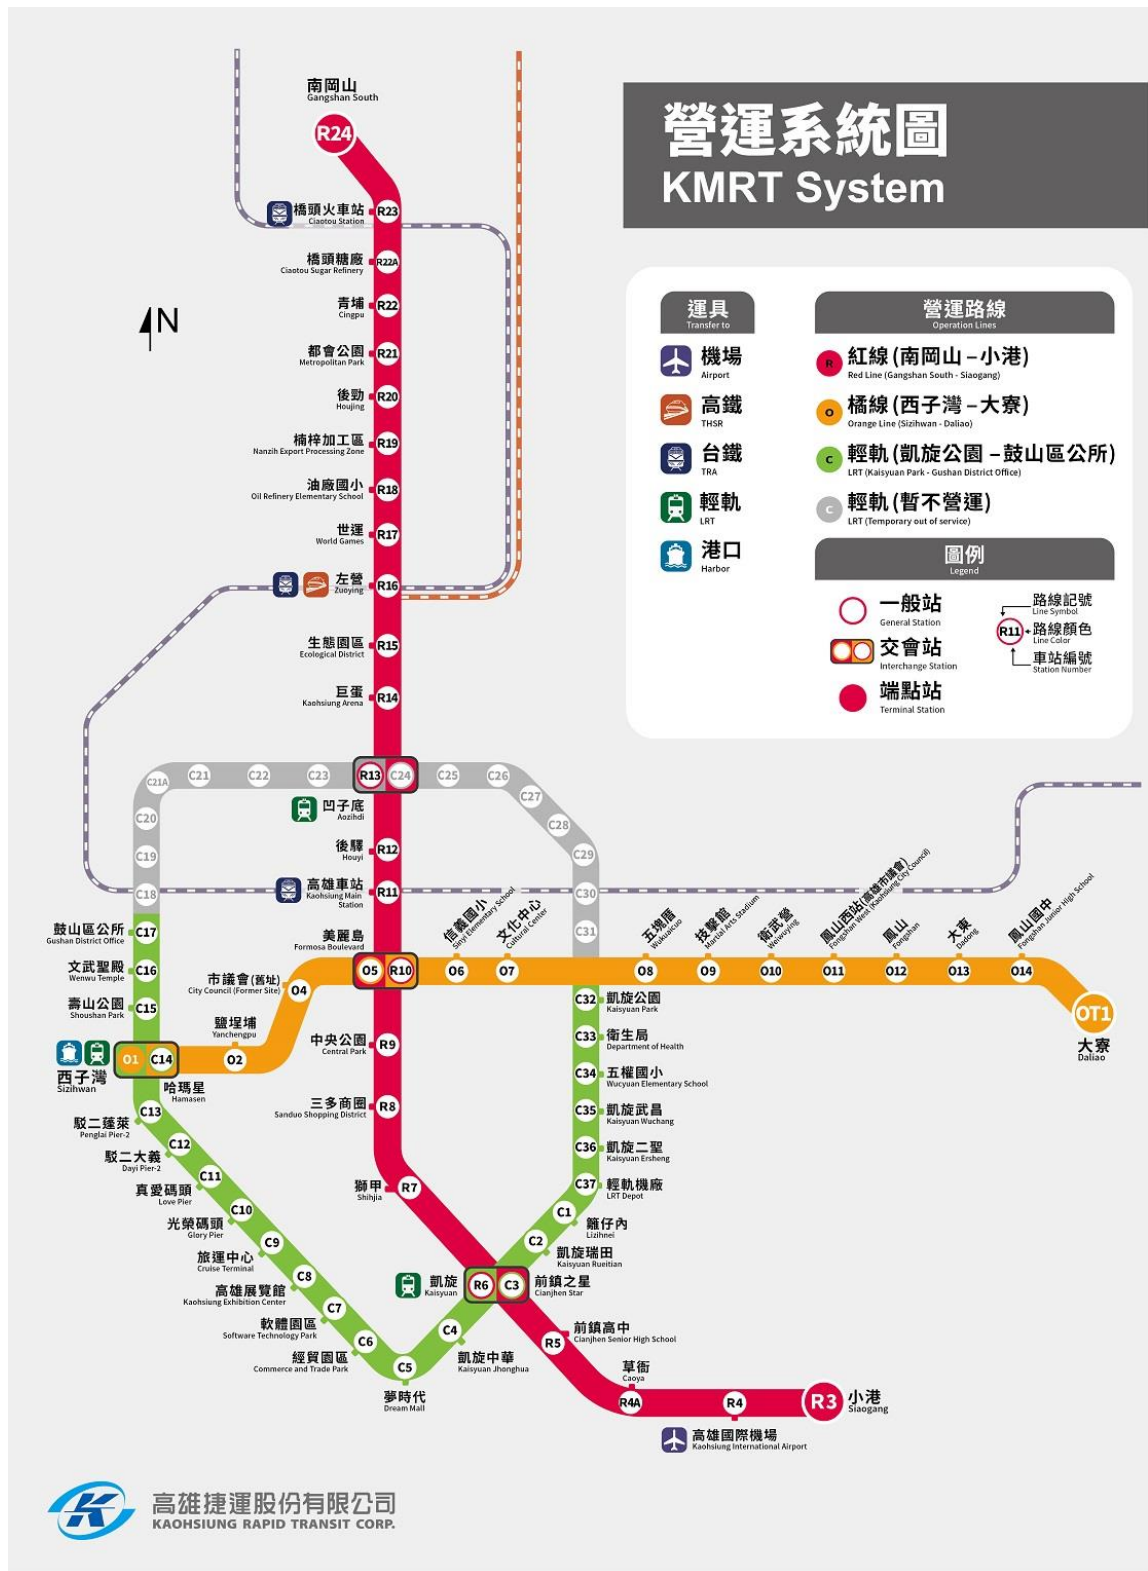 營運系統圖
KMRT System
運具
Transfer to
機場
Airport
高鐵
THSR
台鐵
TRA
輕軌
LRT
港口
Harbor
營運路線
Operation Lines
R
紅線(南岡山–小港)
Red Line (Gangshan South - Siaogang)
O
橘線(西子灣–大寮)
Orange Line (Sizihwan - Daliao)
C
輕軌(凱旋公園–鼓山區公所)
LRT (Kaisyuan Park - Gushan District Office)
C
輕軌(暫不營運)
LRT (Temporary out of service)
圖例
Legend
一般站
General Station
交會站
Interchange Station
端點站
Terminal Station
R11
路線記號
Line Symbol
路線顏色
Line Color
車站編號
Station Number
N
南岡山
Gangshan South
R24
橋頭火車站
Ciaotou Station
R23
橋頭糖廠
Ciaotou Sugar Refinery
R22A
青埔
Cingpu
R22
都會公園
Metropolitan Park
R21
後勁
Houjing
R20
楠梓加工區
Nanzih Export Processing Zone
R19
油廠國小
Oil Refinery Elementary School
R18
世運
World Games
R17
左營
Zuoying
R16
生態園區
Ecological District
R15
巨蛋
Kaohsiung Arena
R14
C21A
C21
C22
C23
R13
C24
C25
C26
C27
C28
C29
C30
C31
C20
C19
C18
凹子底
Aozihdi
後驛
Houyi
R12
高雄車站
Kaohsiung Main
Station
R11
美麗島
Formosa Boulevard
O5
R10
信義國小
Sinyi Elementary School
O6
文化中心
Cultural Center
O7
五塊厝
Wukuaicuo
O8
技擊館
Martial Arts Stadium
O9
衛武營
Weiwuying
O10
鳳山西站(高雄市議會)
Fongshan West (Kaohsiung City Council)
O11
鳳山
Fongshan
O12
大東
Dadong
O13
鳳山國中
Fongshan Junior High School
O14
OT1
大寮
Daliao
市議會(舊址)
City Council (Former Site)
O4
鹽埕埔
Yanchengpu
O2
鼓山區公所
Gushan District Office
C17
文武聖殿
Wenwu Temple
C16
壽山公園
Shoushan Park
C15
西子灣
Sizihwan
O1
C14
哈瑪星
Hamasen
駁二蓬萊
Penglai Pier-2
C13
駁二大義
Dayi Pier-2
C12
真愛碼頭
Love Pier
C11
光榮碼頭
Glory Pier
C10
旅運中心
Cruise Terminal
C9
高雄展覽館
Kaohsiung Exhibition Center
C8
軟體園區
Software Technology Park
C7
經貿園區
Commerce and Trade Park
C6
C5
夢時代
Dream Mall
C4
凱旋中華
Kaisyuan Jhonghua
中央公園
Central Park
R9
三多商圈
Sanduo Shopping District
R8
獅甲
Shihjia
R7
凱旋
Kaisyuan
R6
C3
前鎮之星
Cianjhen Star
C32
凱旋公園
Kaisyuan Park
C33
衛生局
Department of Health
C34
五權國小
Wucyuan Elementary School
C35
凱旋武昌
Kaisyuan Wuchang
C36
凱旋二聖
Kaisyuan Ersheng
C37
輕軌機廠
LRT Depot
C1
籬仔內
Lizihnei
C2
凱旋瑞田
Kaisyuan Rueitian
R5
前鎮高中
Cianjhen Senior High School
草衙
Caoya
R4A
R4
高雄國際機場
Kaohsiung International Airport
R3
小港
Siaogang
高雄捷運股份有限公司
KAOHSIUNG RAPID TRANSIT CORP.